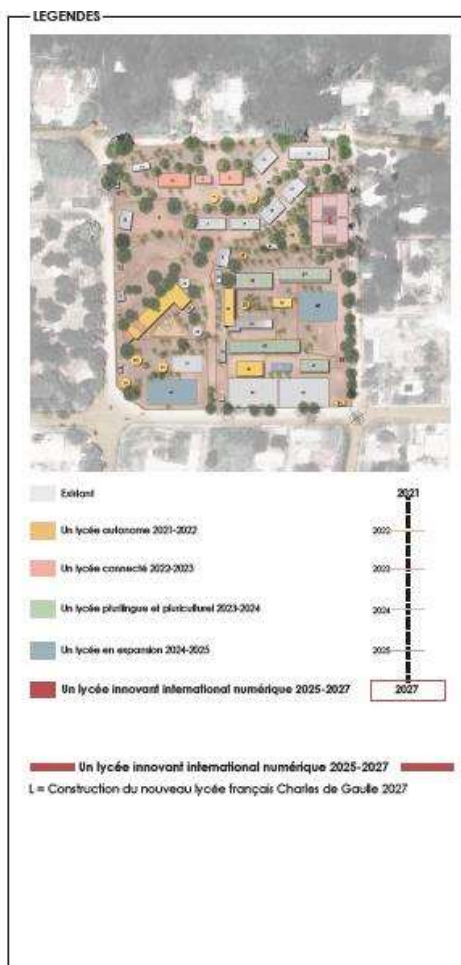 LEGENDES
Existant
2021
Un lycée autonome 2021-2022
2022
Un lycée connecté 2022-2023
2023
Un lycée plurilingue et pluriculturel 2023-2024
2024
Un lycée en expansion 2024-2025
2025
Un lycée innovant international numérique 2025-2027
2027
Un lycée innovant international numérique 2025-2027
L = Construction du nouveau lycée français Charles de Gaulle 2027